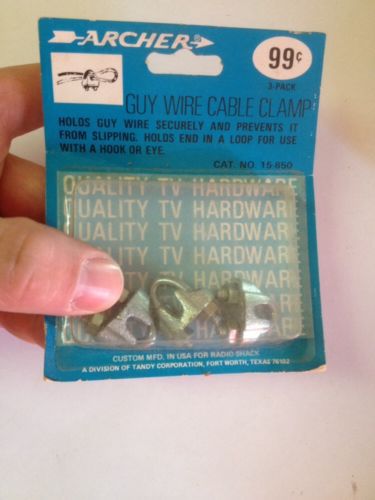 ARCHER
99¢
3-PACK
GUY WIRE CABLE CLAMP
HOLDS GUY WIRE SECURELY AND PREVENTS IT
FROM SLIPPING. HOLDS END IN A LOOP FOR USE
WITH A HOOK OR EYE.
CAT. NO. 15-850
QUALITY TV HARDWARE
QUALITY TV HARDWARE
QUALITY TV HARDWARE
QUALITY TV HARDWARE
QUALITY TV HARDWARE
CUSTOM MFD. IN USA FOR RADIO SHACK
A DIVISION OF TANDY CORPORATION, FORT WORTH, TEXAS 76102